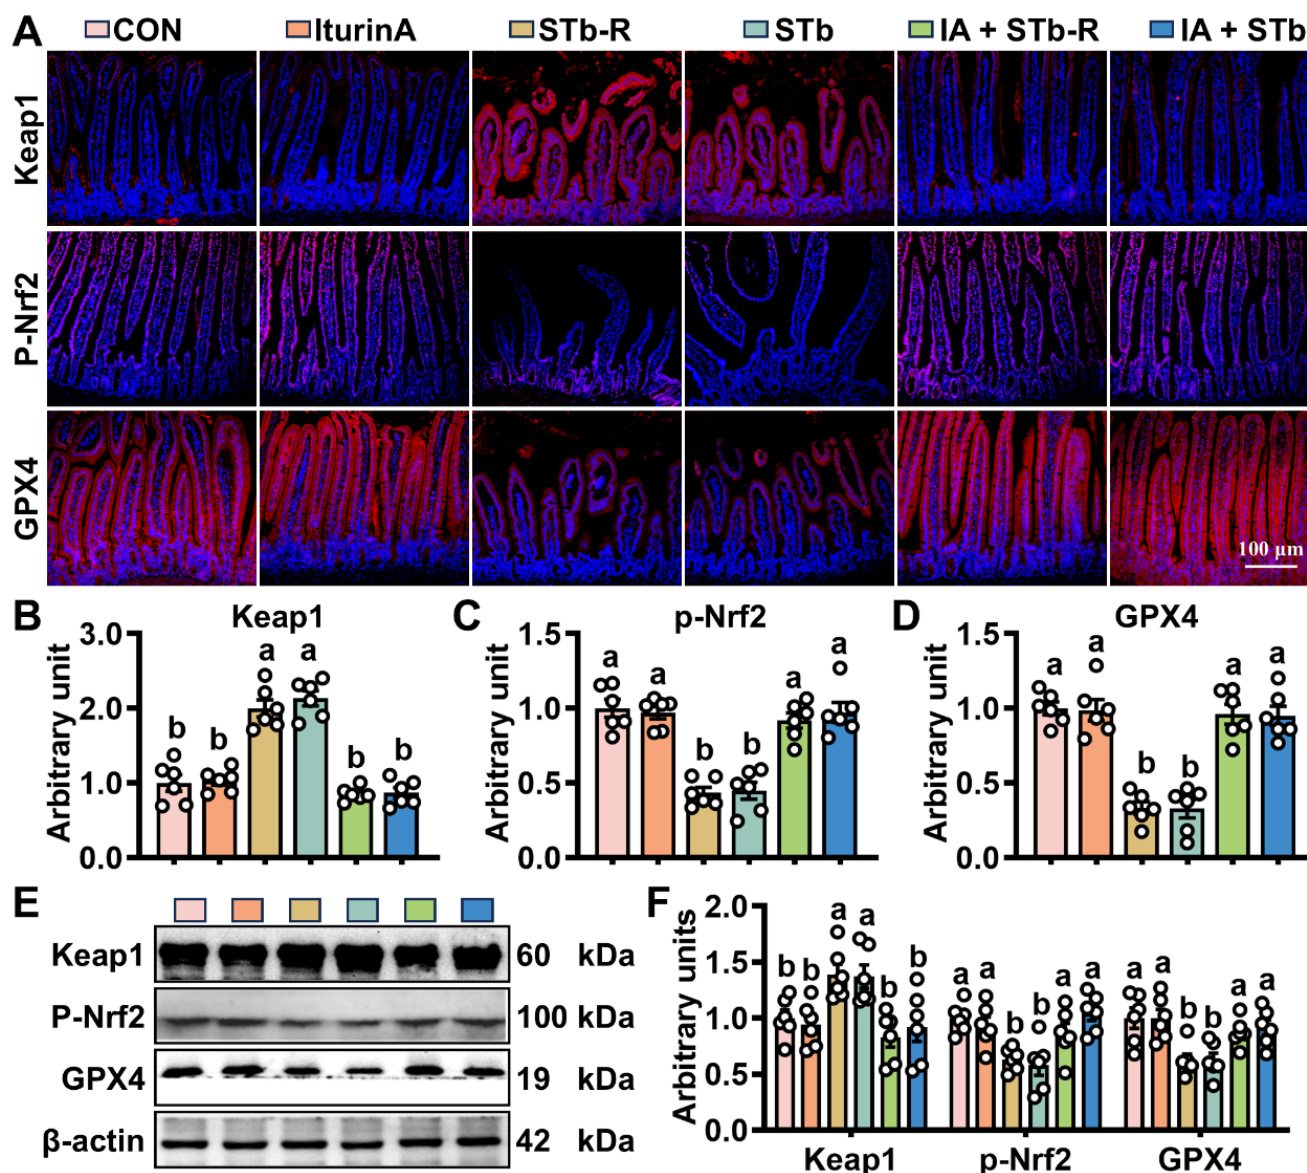 A CON IturinA STb-R STb IA + STb-R IA + STb
Keap1
P-Nrf2
GPX4
100 µm
B Keap1
Arbitrary unit
3.0
2.0
1.0
0.0
b b a a b b
C p-Nrf2
Arbitrary unit
1.5
1.0
0.5
0.0
a a b b a a
D GPX4
Arbitrary unit
1.5
1.0
0.5
0.0
a a b b a a
E
Keap1 60 kDa
P-Nrf2 100 kDa
GPX4 19 kDa
β-actin 42 kDa
F
Arbitrary units
2.0
1.5
1.0
0.5
0.0
b b a a b b a a b b a a a a b b a a
Keap1 p-Nrf2 GPX4